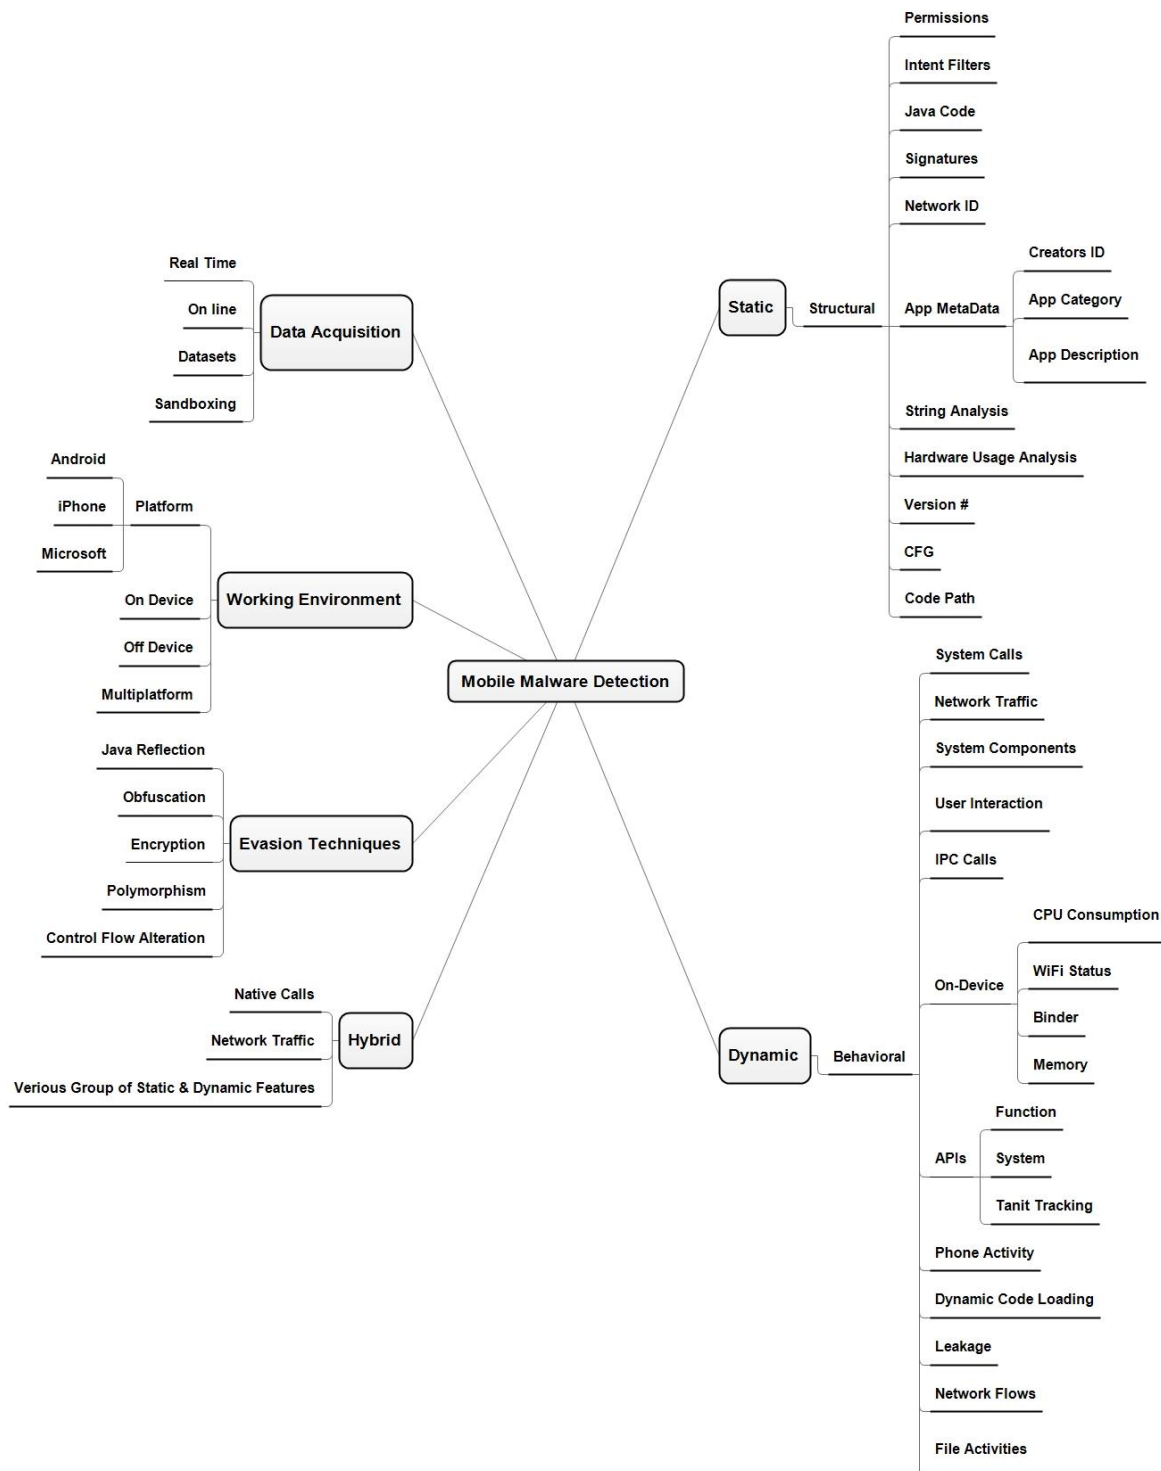 Mobile Malware Detection
Data Acquisition
Real Time
On line
Datasets
Sandboxing
Working Environment
Platform
Android
iPhone
Microsoft
On Device
Off Device
Multiplatform
Evasion Techniques
Java Reflection
Obfuscation
Encryption
Polymorphism
Control Flow Alteration
Hybrid
Native Calls
Network Traffic
Verious Group of Static & Dynamic Features
Static
Structural
Permissions
Intent Filters
Java Code
Signatures
Network ID
App MetaData
Creators ID
App Category
App Description
String Analysis
Hardware Usage Analysis
Version #
CFG
Code Path
Dynamic
Behavioral
System Calls
Network Traffic
System Components
User Interaction
IPC Calls
On-Device
CPU Consumption
WiFi Status
Binder
Memory
APIs
Function
System
Tanit Tracking
Phone Activity
Dynamic Code Loading
Leakage
Network Flows
File Activities